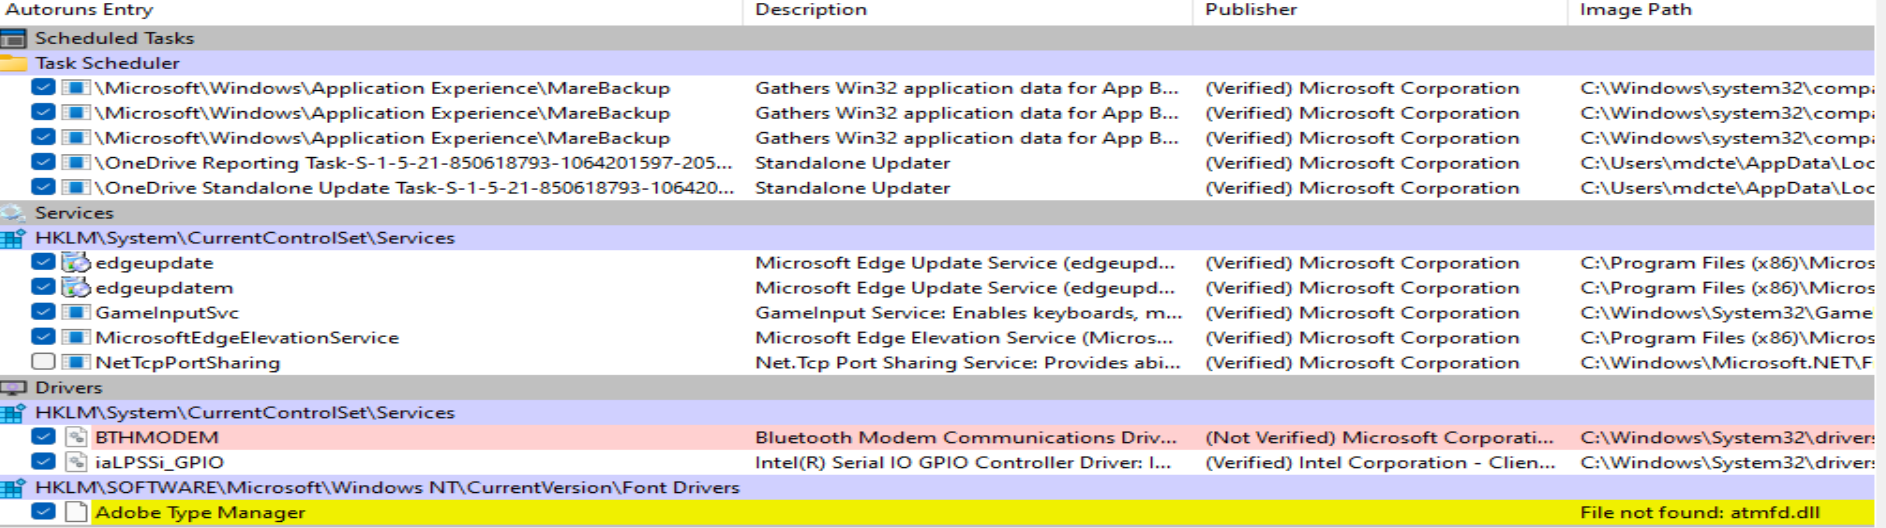 Autoruns Entry Description Publisher Image Path
Scheduled Tasks
Task Scheduler
\Microsoft\Windows\Application Experience\MareBackup Gathers Win32 application data for App B... (Verified) Microsoft Corporation C:\Windows\system32\compa
\Microsoft\Windows\Application Experience\MareBackup Gathers Win32 application data for App B... (Verified) Microsoft Corporation C:\Windows\system32\compa
\Microsoft\Windows\Application Experience\MareBackup Gathers Win32 application data for App B... (Verified) Microsoft Corporation C:\Windows\system32\compa
\OneDrive Reporting Task-S-1-5-21-850618793-1064201597-205... Standalone Updater (Verified) Microsoft Corporation C:\Users\mdcte\AppData\Loc
\OneDrive Standalone Update Task-S-1-5-21-850618793-106420... Standalone Updater (Verified) Microsoft Corporation C:\Users\mdcte\AppData\Loc
Services
HKLM\System\CurrentControlSet\Services
edgeupdate Microsoft Edge Update Service (edgeupd... (Verified) Microsoft Corporation C:\Program Files (x86)\Micros
edgeupdatem Microsoft Edge Update Service (edgeupd... (Verified) Microsoft Corporation C:\Program Files (x86)\Micros
GameInputSvc GameInput Service: Enables keyboards, m... (Verified) Microsoft Corporation C:\Windows\System32\Game
MicrosoftEdgeElevationService Microsoft Edge Elevation Service (Micros... (Verified) Microsoft Corporation C:\Program Files (x86)\Micros
NetTcpPortSharing Net.Tcp Port Sharing Service: Provides abi... (Verified) Microsoft Corporation C:\Windows\Microsoft.NET\F
Drivers
HKLM\System\CurrentControlSet\Services
BTHMODEM Bluetooth Modem Communications Driv... (Not Verified) Microsoft Corporati... C:\Windows\System32\drivers
iaLPSSi_GPIO Intel(R) Serial IO GPIO Controller Driver: I... (Verified) Intel Corporation - Clien... C:\Windows\System32\drivers
HKLM\SOFTWARE\Microsoft\Windows NT\CurrentVersion\Font Drivers
Adobe Type Manager File not found: atmfd.dll